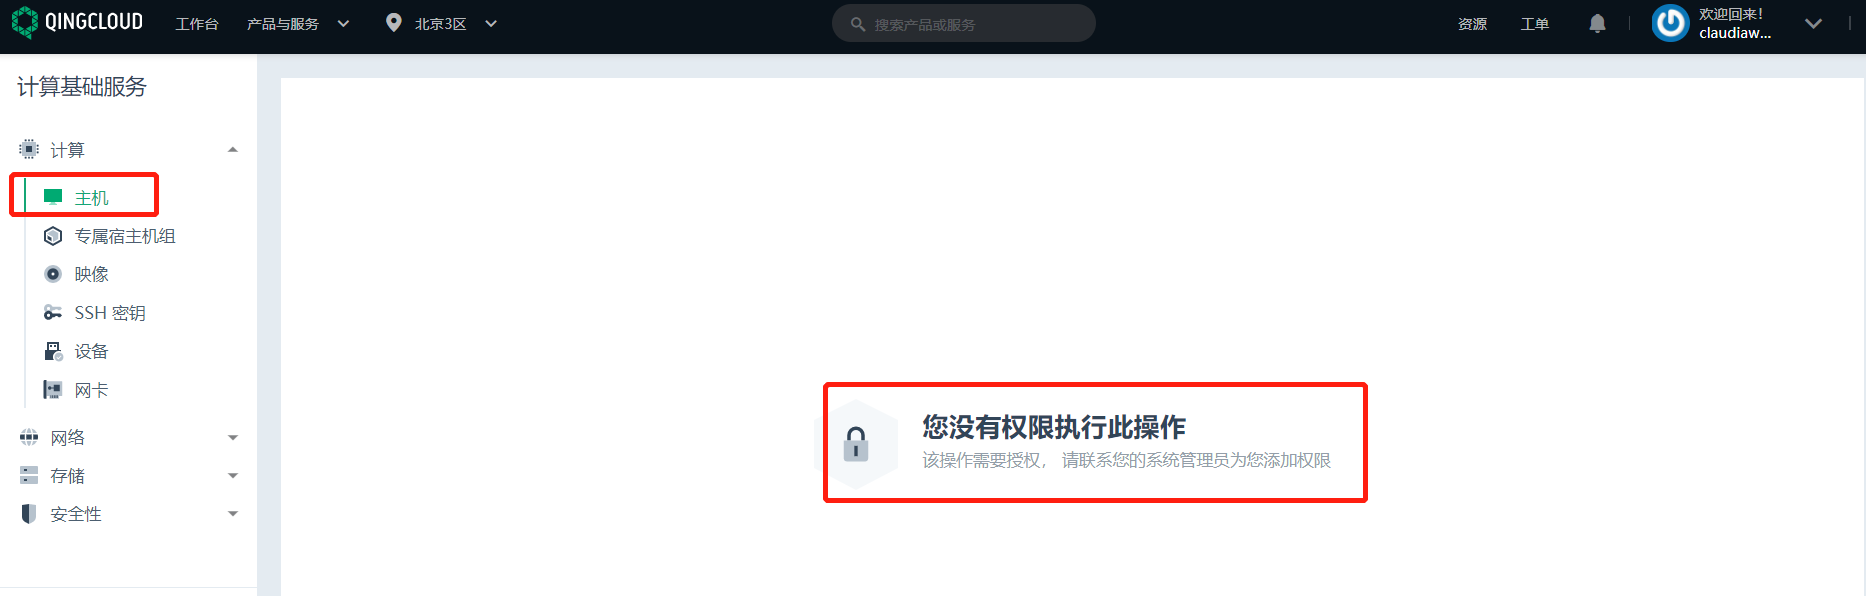 QINGCLOUD 工作台 产品与服务 北京3区 搜索产品或服务 资源 工单 欢迎回来!
claudiaw...
计算基础服务
计算
主机
专属宿主机组
映像
SSH 密钥
设备
网卡
网络
存储
安全性
您没有权限执行此操作
该操作需要授权， 请联系您的系统管理员为您添加权限